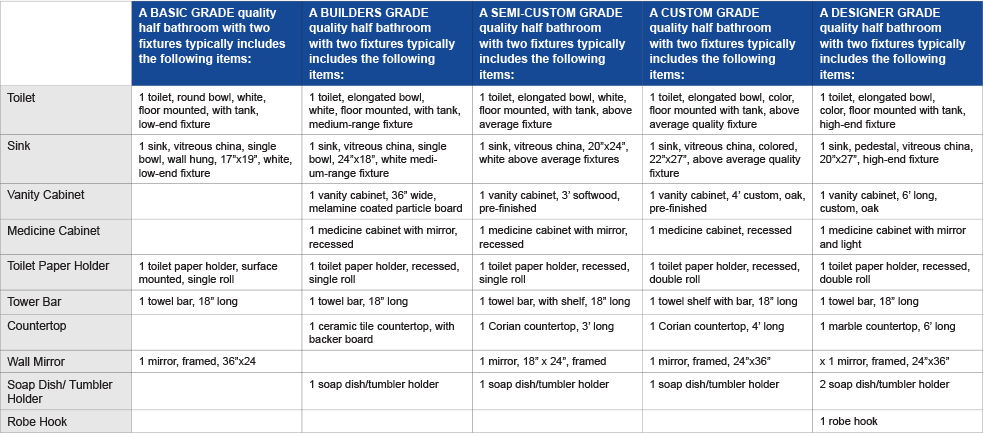 A BASIC GRADE quality
half bathroom with two
fixtures typically includes
the following items:
A BUILDERS GRADE
quality half bathroom
with two fixtures typically
includes the following
items:
A SEMI-CUSTOM GRADE
quality half bathroom
with two fixtures typically
includes the following
items:
A CUSTOM GRADE
quality half bathroom
with two fixtures typically
includes the following
items:
A DESIGNER GRADE
quality half bathroom
with two fixtures typically
includes the following
items:
Toilet
1 toilet, round bowl, white,
floor mounted, with tank,
low-end fixture
1 toilet, elongated bowl,
white, floor mounted, with tank,
medium-range fixture
1 toilet, elongated bowl, white,
floor mounted, with tank, above
average fixture
1 toilet, elongated bowl, color,
floor mounted with tank, above
average quality fixture
1 toilet, elongated bowl,
color, floor mounted with tank,
high-end fixture
Sink
1 sink, vitreous china, single
bowl, wall hung, 17”x19”, white,
low-end fixture
1 sink, vitreous china, single
bowl, 24”x18”, white medi-
um-range fixture
1 sink, vitreous china, 20”x24”,
white above average fixtures
1 sink, vitreous china, colored,
22”x27”, above average quality
fixture
1 sink, pedestal, vitreous china,
20”x27”, high-end fixture
Vanity Cabinet
1 vanity cabinet, 36” wide,
melamine coated particle board
1 vanity cabinet, 3’ softwood,
pre-finished
1 vanity cabinet, 4’ custom, oak,
pre-finished
1 vanity cabinet, 6’ long,
custom, oak
Medicine Cabinet
1 medicine cabinet with mirror,
recessed
1 medicine cabinet with mirror,
recessed
1 medicine cabinet, recessed
1 medicine cabinet with mirror
and light
Toilet Paper Holder
1 toilet paper holder, surface
mounted, single roll
1 toilet paper holder, recessed,
single roll
1 toilet paper holder, recessed,
single roll
1 toilet paper holder, recessed,
double roll
1 toilet paper holder, recessed,
double roll
Tower Bar
1 towel bar, 18” long
1 towel bar, 18” long
1 towel bar, with shelf, 18” long
1 towel shelf with bar, 18” long
1 towel bar, 18” long
Countertop
1 ceramic tile countertop, with
backer board
1 Corian countertop, 3’ long
1 Corian countertop, 4’ long
1 marble countertop, 6’ long
Wall Mirror
1 mirror, framed, 36”x24
1 mirror, 18” x 24”, framed
1 mirror, framed, 24”x36”
x 1 mirror, framed, 24”x36”
Soap Dish/ Tumbler
Holder
1 soap dish/tumbler holder
1 soap dish/tumbler holder
1 soap dish/tumbler holder
2 soap dish/tumbler holder
Robe Hook
1 robe hook